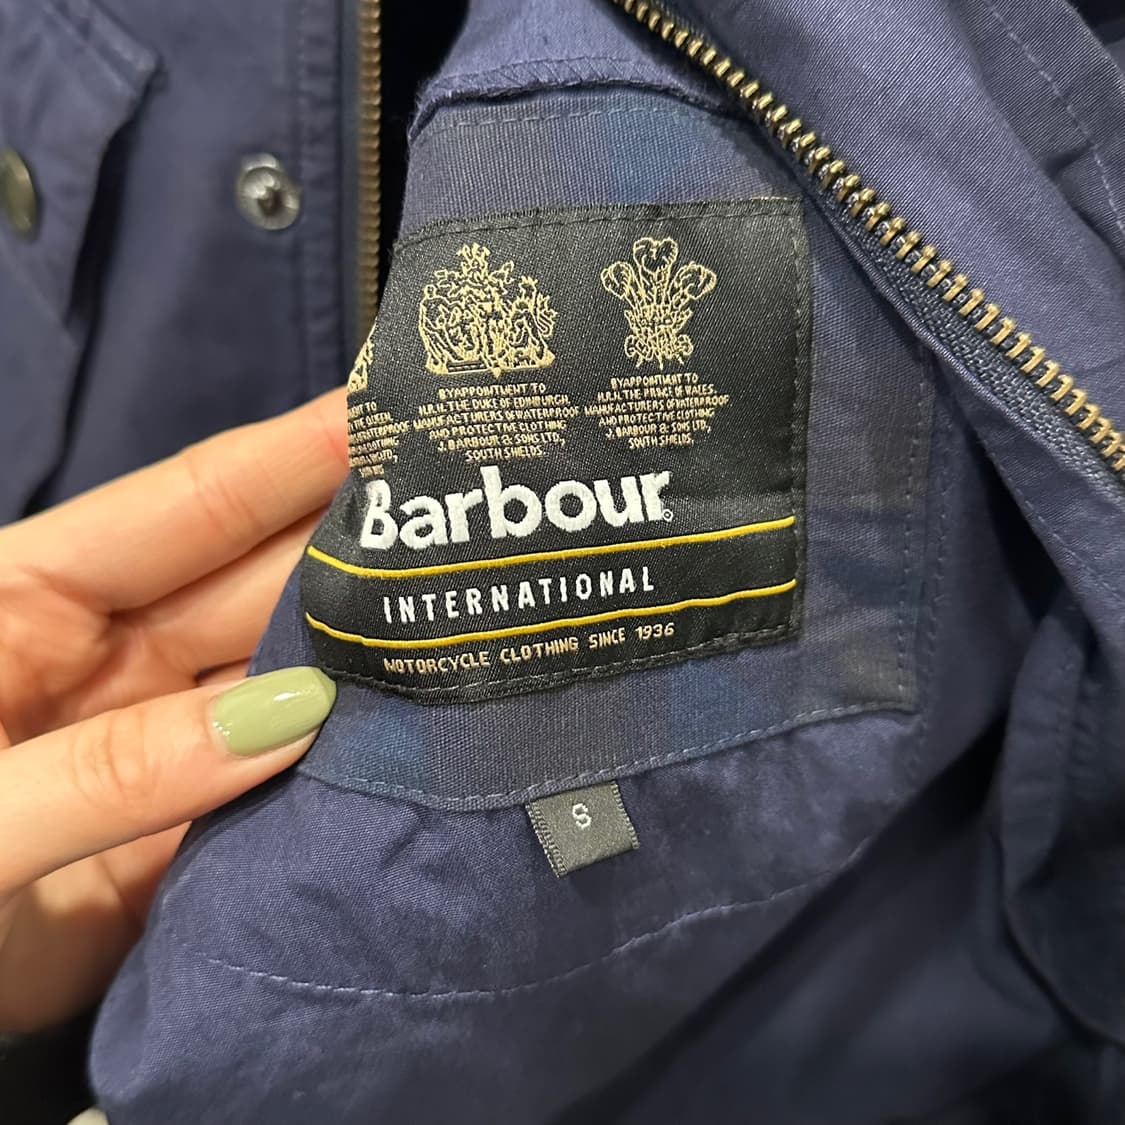 BY APPOINTMENT TO
H.R.H. THE DUKE OF EDINBURGH
MANUFACTURERS OF WATERPROOF
AND PROTECTIVE CLOTHING
J. BARBOUR & SONS LTD.,
SOUTH SHIELDS.
BY APPOINTMENT TO
H.R.H. THE PRINCE OF WALES
MANUFACTURERS OF WATERPROOF
AND PROTECTIVE CLOTHING
J. BARBOUR & SONS LTD.
SOUTH SHIELDS.
Barbour®
INTERNATIONAL
MOTORCYCLE CLOTHING SINCE 1936
S